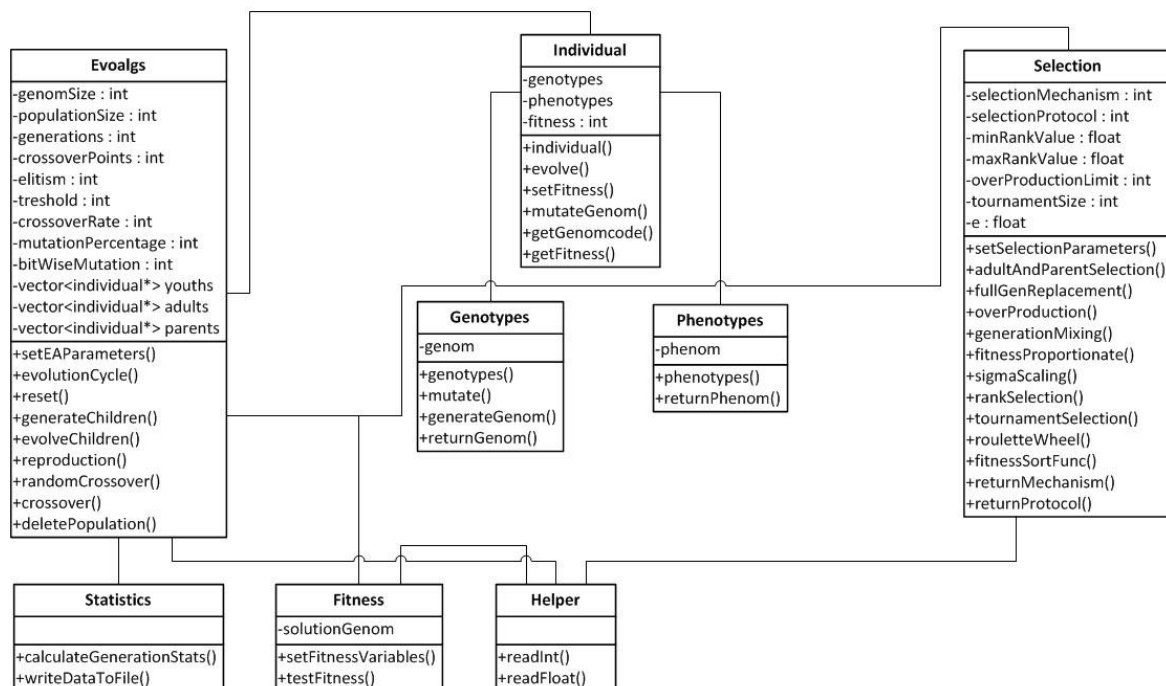 Evoalgs
-genomSize : int
-populationSize : int
-generations : int
-crossoverPoints : int
-elitism : int
-treshold : int
-crossoverRate : int
-mutationPercentage : int
-bitWiseMutation : int
-vector<individual*> youths
-vector<individual*> adults
-vector<individual*> parents
+setEAParameters()
+evolutionCycle()
+reset()
+generateChildren()
+evolveChildren()
+reproduction()
+randomCrossover()
+crossover()
+deletePopulation()
Individual
-genotypes
-phenotypes
-fitness : int
+individual()
+evolve()
+setFitness()
+mutateGenom()
+getGenomcode()
+getFitness()
Selection
-selectionMechanism : int
-selectionProtocol : int
-minRankValue : float
-maxRankValue : float
-overProductionLimit : int
-tournamentSize : int
-e : float
+setSelectionParameters()
+adultAndParentSelection()
+fullGenReplacement()
+overProduction()
+generationMixing()
+fitnessProportionate()
+sigmaScaling()
+rankSelection()
+tournamentSelection()
+rouletteWheel()
+fitnessSortFunc()
+returnMechanism()
+returnProtocol()
Genotypes
-genom
+genotypes()
+mutate()
+generateGenom()
+returnGenom()
Phenotypes
-phenom
+phenotypes()
+returnPhenom()
Statistics
+calculateGenerationStats()
+writeDataToFile()
Fitness
-solutionGenom
+setFitnessVariables()
+testFitness()
Helper
+readInt()
+readFloat()